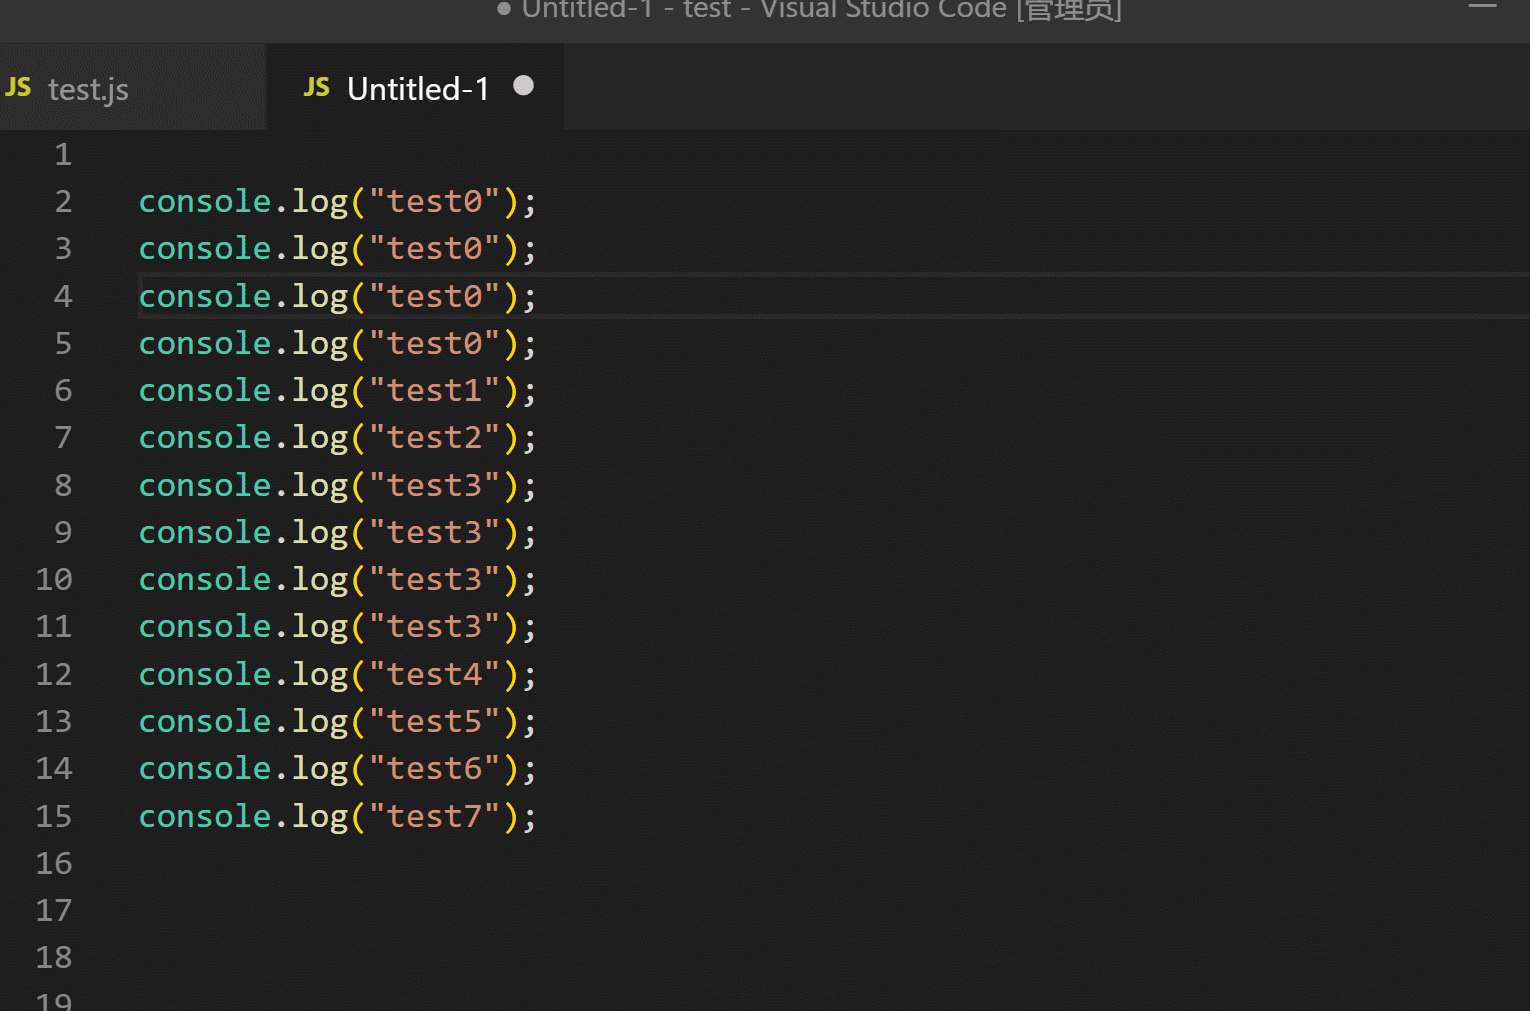 ● Untitled-1 - test - Visual Studio Code [管理员]
JS test.js JS Untitled-1 ●
1
2 console.log("test0");
3 console.log("test0");
4 console.log("test0");
5 console.log("test0");
6 console.log("test1");
7 console.log("test2");
8 console.log("test3");
9 console.log("test3");
10 console.log("test3");
11 console.log("test3");
12 console.log("test4");
13 console.log("test5");
14 console.log("test6");
15 console.log("test7");
16
17
18
19